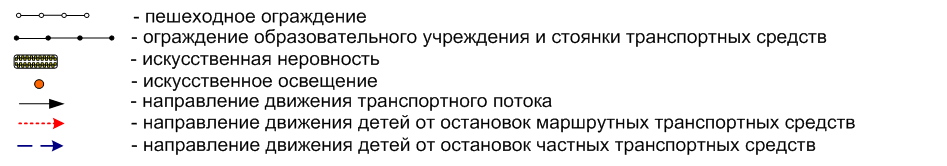 - пешеходное ограждение
- ограждение образовательного учреждения и стоянки транспортных средств
- искусственная неровность
- искусственное освещение
- направление движения транспортного потока
- направление движения детей от остановок маршрутных транспортных средств
- направление движения детей от остановок частных транспортных средств